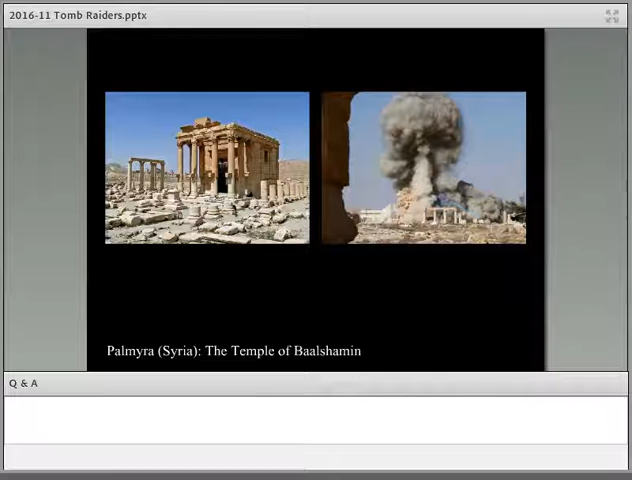 2016-11 Tomb Raiders.pptx
Palmyra (Syria): The Temple of Baalshamin
Q & A